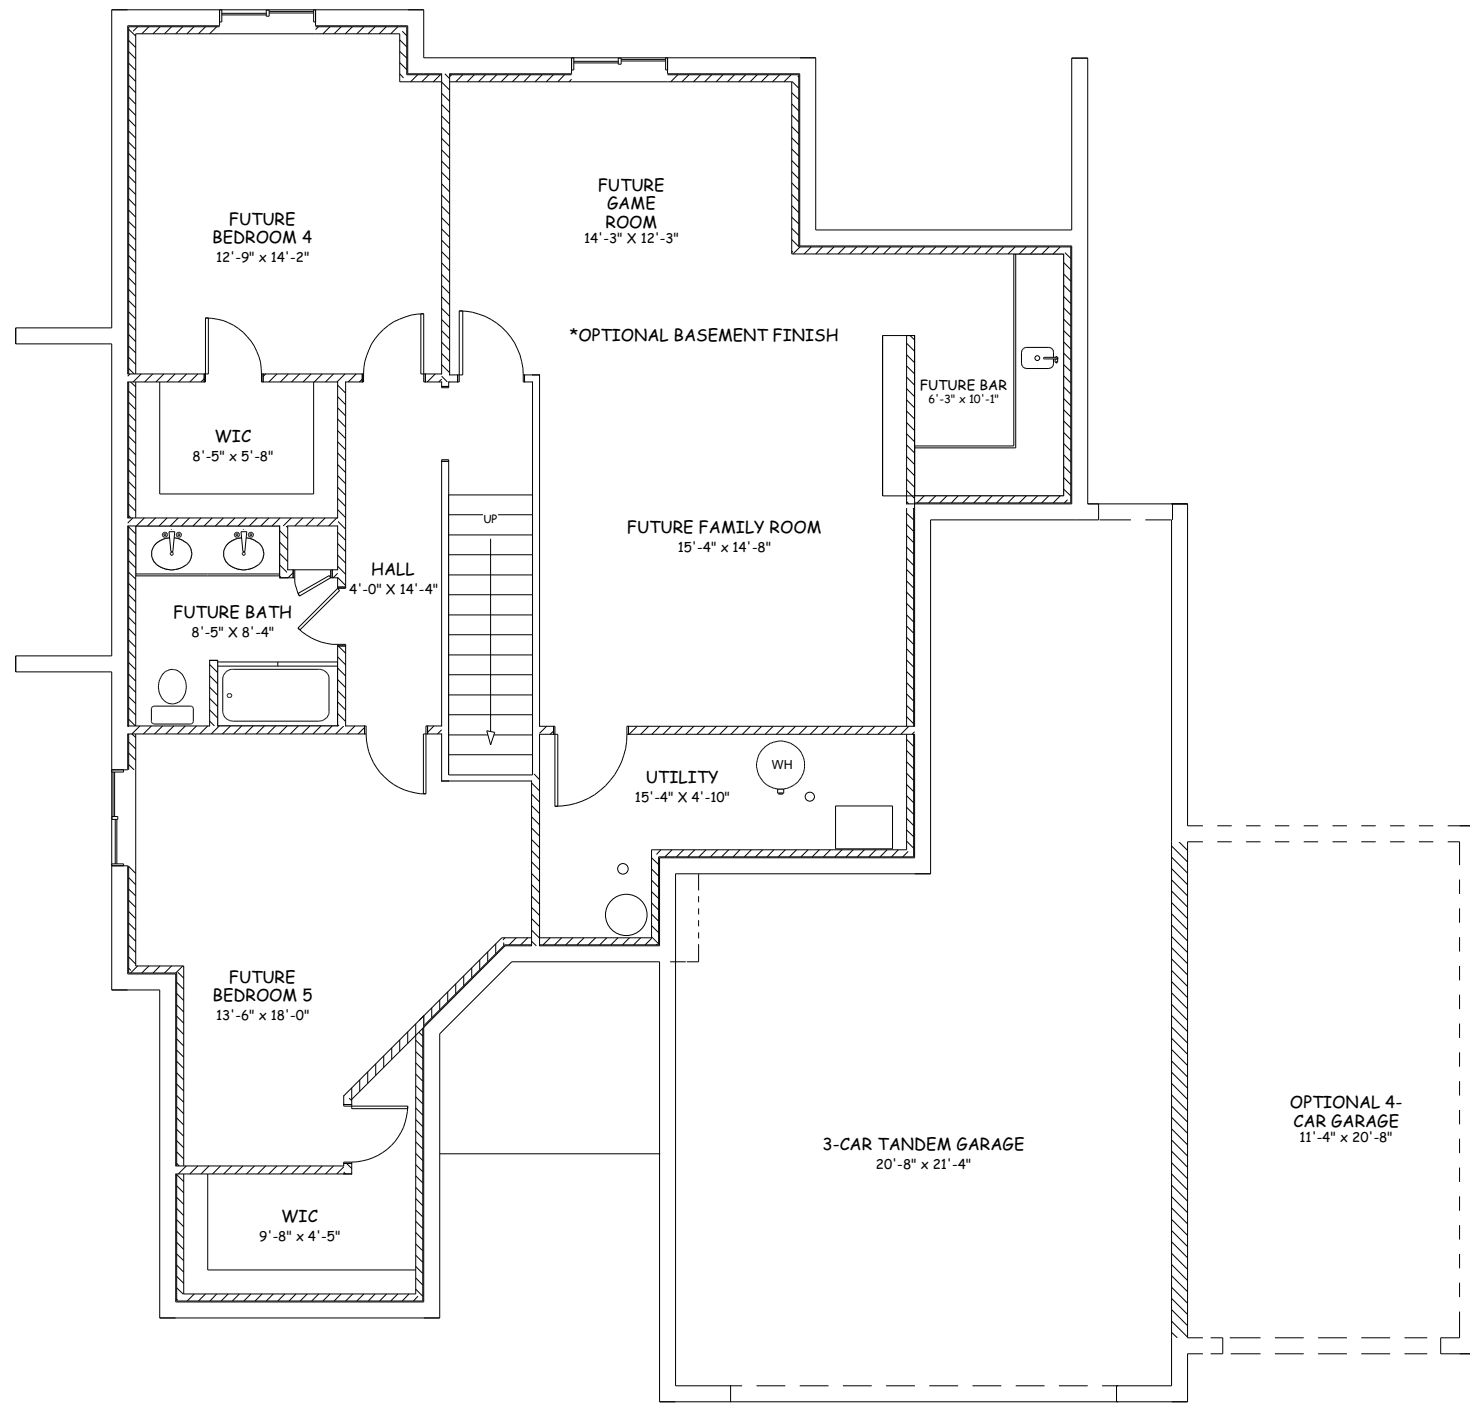 FUTURE
BEDROOM 4
12'-9" x 14'-2"
FUTURE
GAME
ROOM
14'-3" X 12'-3"
*OPTIONAL BASEMENT FINISH
FUTURE BAR
6'-3" x 10'-1"
WIC
8'-5" x 5'-8"
UP
FUTURE FAMILY ROOM
15'-4" x 14'-8"
HALL
4'-0" X 14'-4"
FUTURE BATH
8'-5" X 8'-4"
UTILITY
15'-4" X 4'-10"
WH
FUTURE
BEDROOM 5
13'-6" x 18'-0"
3-CAR TANDEM GARAGE
20'-8" x 21'-4"
OPTIONAL 4-
CAR GARAGE
11'-4" x 20'-8"
WIC
9'-8" x 4'-5"